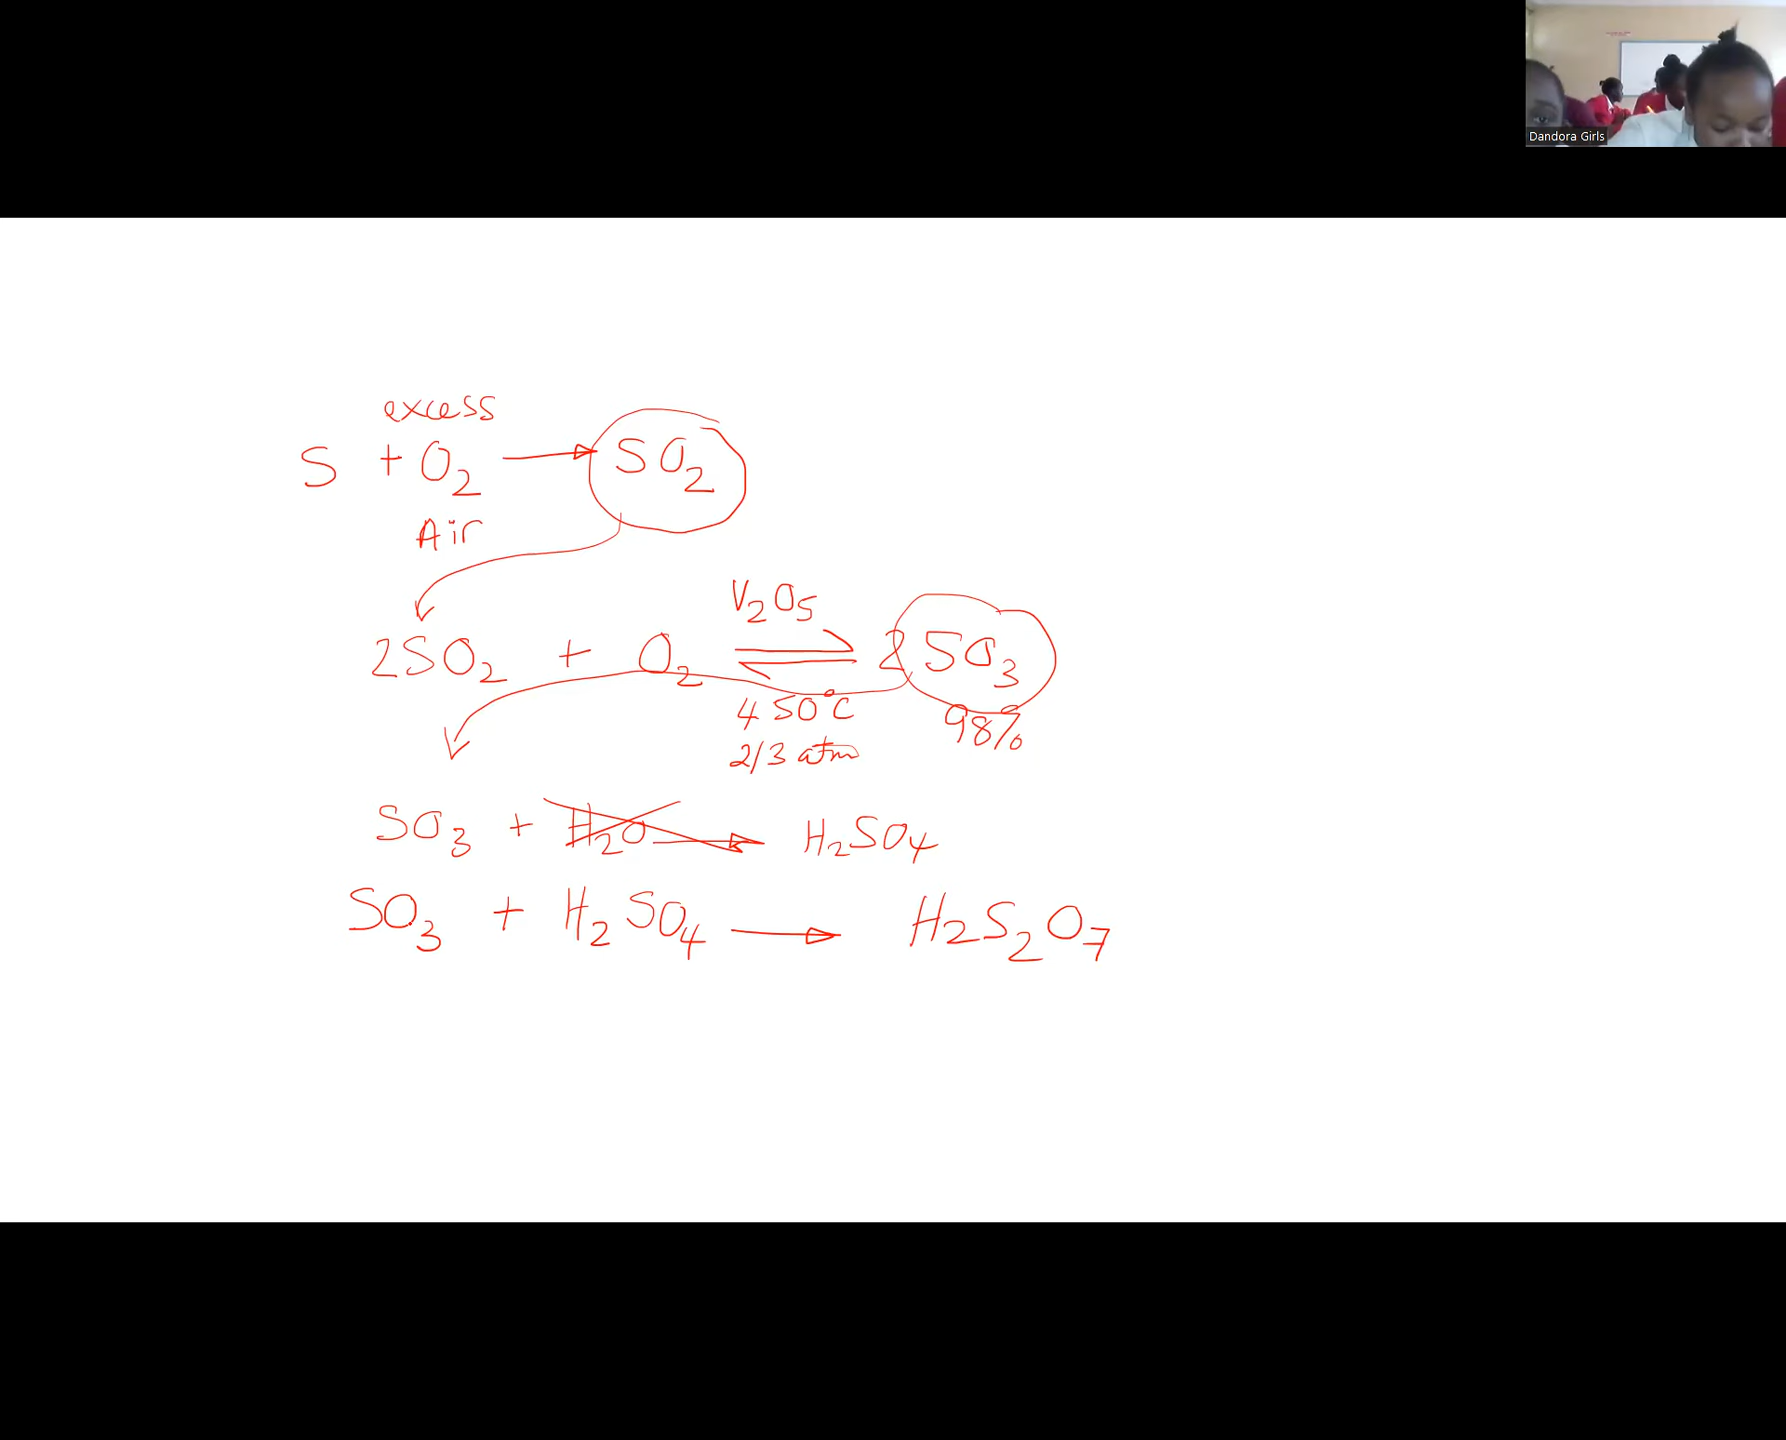 Dandora Girls
excess
S + O₂ → SO₂
Air
V₂O₅
2SO₂ + O₂ ⇌ 2SO₃
450°C 98%
2/3 atm
SO₃ + H₂O → H₂SO₄
SO₃ + H₂SO₄ → H₂S₂O₇